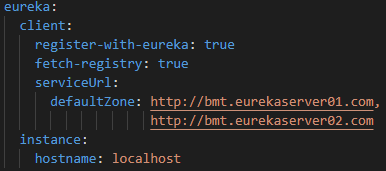 eureka:
  client:
    register-with-eureka: true
    fetch-registry: true
    serviceUrl:
      defaultZone: http://bmt.eurekaserver01.com,
                   http://bmt.eurekaserver02.com
  instance:
    hostname: localhost